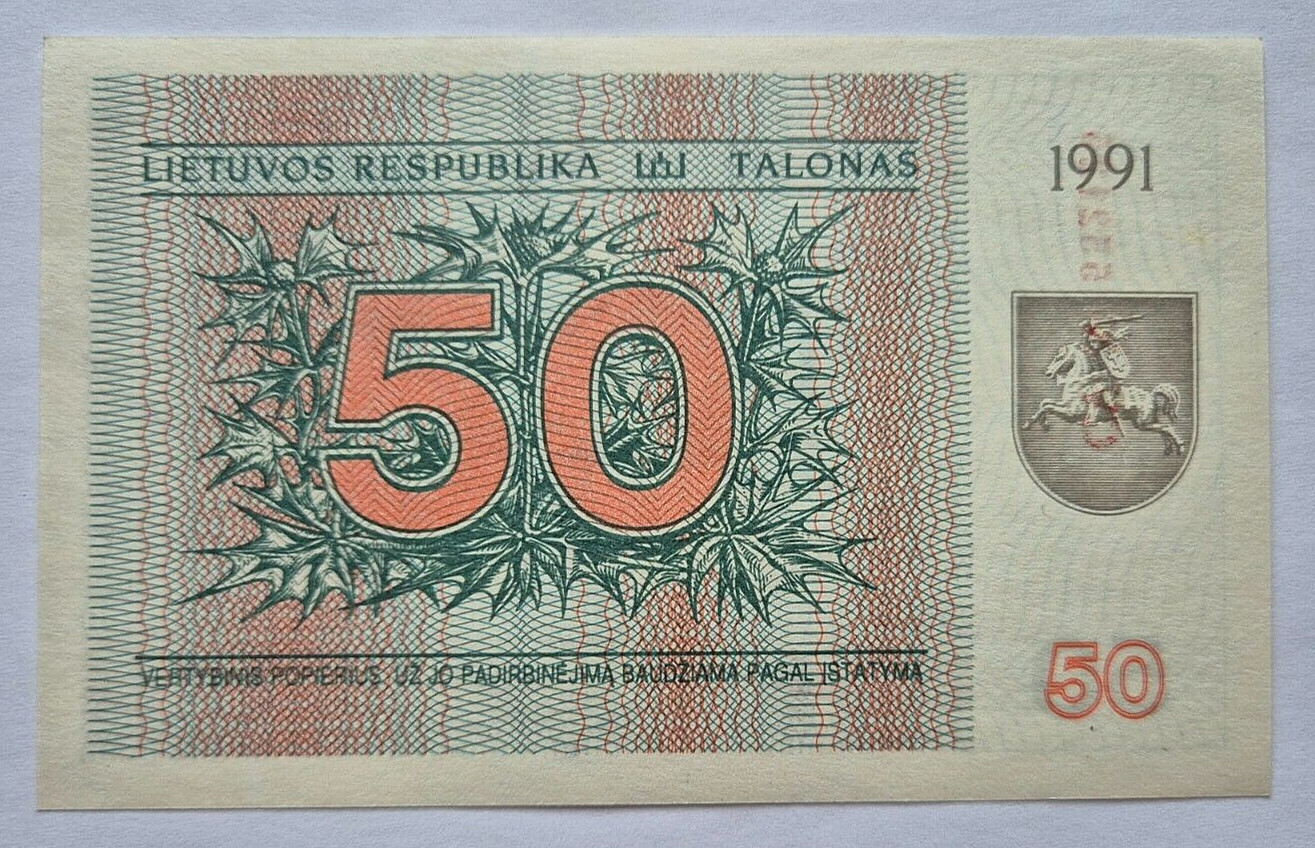 LIETUVOS RESPUBLIKA TALONAS
1991
50
VERTYBINIS POPIERIUS. UŽ JO PADIRBINĖJIMĄ BAUDŽIAMA PAGAL ĮSTATYMĄ
50